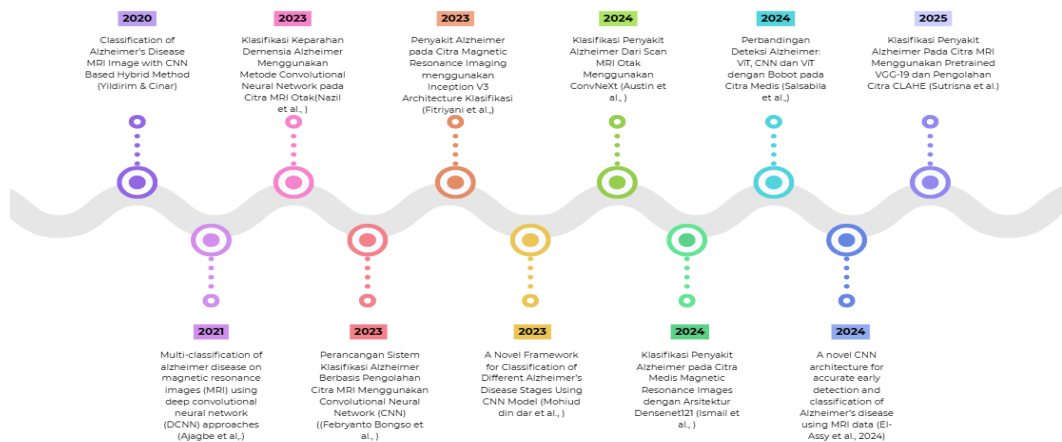 2020
Classification of
Alzheimer's Disease
MRI Image with CNN
Based Hybrid Method
(Yildirim & Cinar)
2023
Klasifikasi Keparahan
Demensia Alzheimer
Menggunakan
Metode Convolutional
Neural Network pada
Citra MRI Otak(Nazil
et al., )
2023
Penyakit Alzheimer
pada Citra Magnetic
Resonance Imaging
menggunakan
Inception V3
Architecture Klasifikasi
(Fitriyani et al.,)
2024
Klasifikasi Penyakit
Alzheimer Dari Scan
MRI Otak
Menggunakan
ConvNeXt (Austin et
al., )
2024
Perbandingan
Deteksi Alzheimer:
ViT, CNN dan ViT
dengan Bobot pada
Citra Medis (Salsabila
et al.,)
2025
Klasifikasi Penyakit
Alzheimer Pada Citra MRI
Menggunakan Pretrained
VGG-19 dan Pengolahan
Citra CLAHE (Sutrisna et al.)
2021
Multi-classification of
alzheimer disease on
magnetic resonance
images (MRI) using
deep convolutional
neural network
(DCNN) approaches
(Ajagbe et al,.)
2023
Perancangan Sistem
Klasifikasi Alzheimer
Berbasis Pengolahan
Citra MRI Menggunakan
Convolutional Neural
Network (CNN)
((Febryanto Bongso et
al., )
2023
A Novel Framework
for Classification of
Different Alzheimer's
Disease Stages Using
CNN Model (Mohiud
din dar et al., )
2024
Klasifikasi Penyakit
Alzheimer pada Citra
Medis Magnetic
Resonance Images
dengan Arsitektur
Densenet121 (Ismail et
al., )
2024
A novel CNN
architecture for
accurate early
detection and
classification of
Alzheimer's disease
using MRI data (El-
Assy et al., 2024)